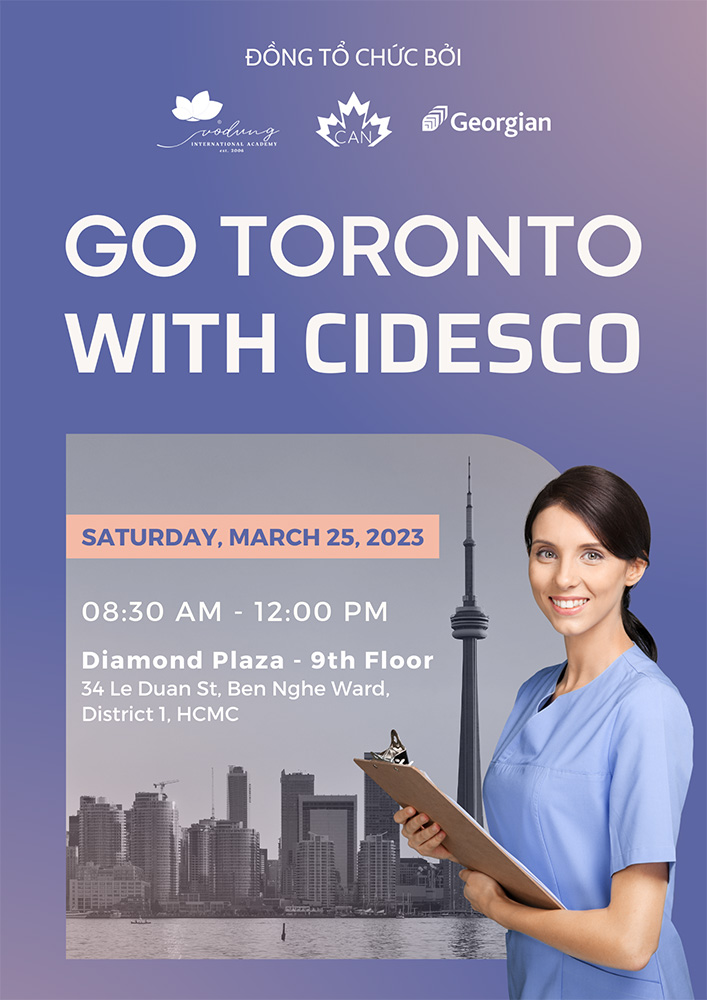 ĐỒNG TỔ CHỨC BỞI
vodung
INTERNATIONAL ACADEMY
est. 2006
CAN
Georgian
GO TORONTO
WITH CIDESCO
SATURDAY, MARCH 25, 2023
08:30 AM - 12:00 PM
Diamond Plaza - 9th Floor
34 Le Duan St, Ben Nghe Ward,
District 1, HCMC